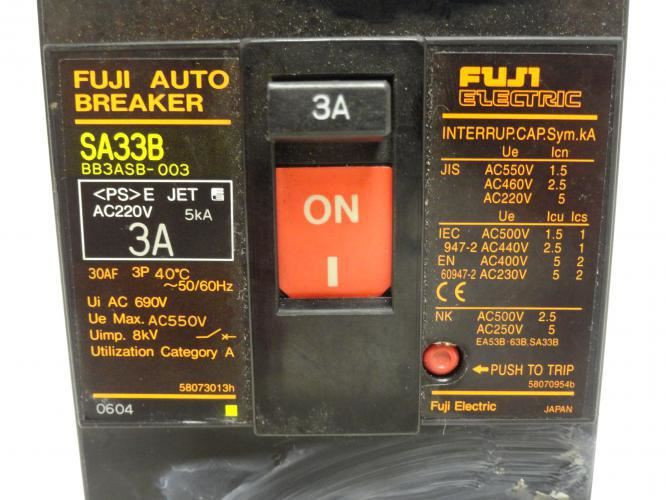 FUJI AUTO
BREAKER
SA33B
BB3ASB-003
<PS>E JET
AC220V 5kA
3A
30AF 3P 40°C
~50/60Hz
Ui AC 690V
Ue Max. AC550V
Uimp. 8kV
Utilization Category A
58073013h
0604
3A
ON
I
FUJI
ELECTRIC
INTERRUP.CAP.Sym.kA
Ue Icn
JIS AC550V 1.5
AC460V 2.5
AC220V 5
Ue Icu Ics
IEC AC500V 1.5 1
947-2 AC440V 2.5 1
EN AC400V 5 2
60947-2 AC230V 5 2
CE
NK AC500V 2.5
AC250V 5
EA53B·63B.SA33B
←PUSH TO TRIP
58070954b
Fuji Electric JAPAN